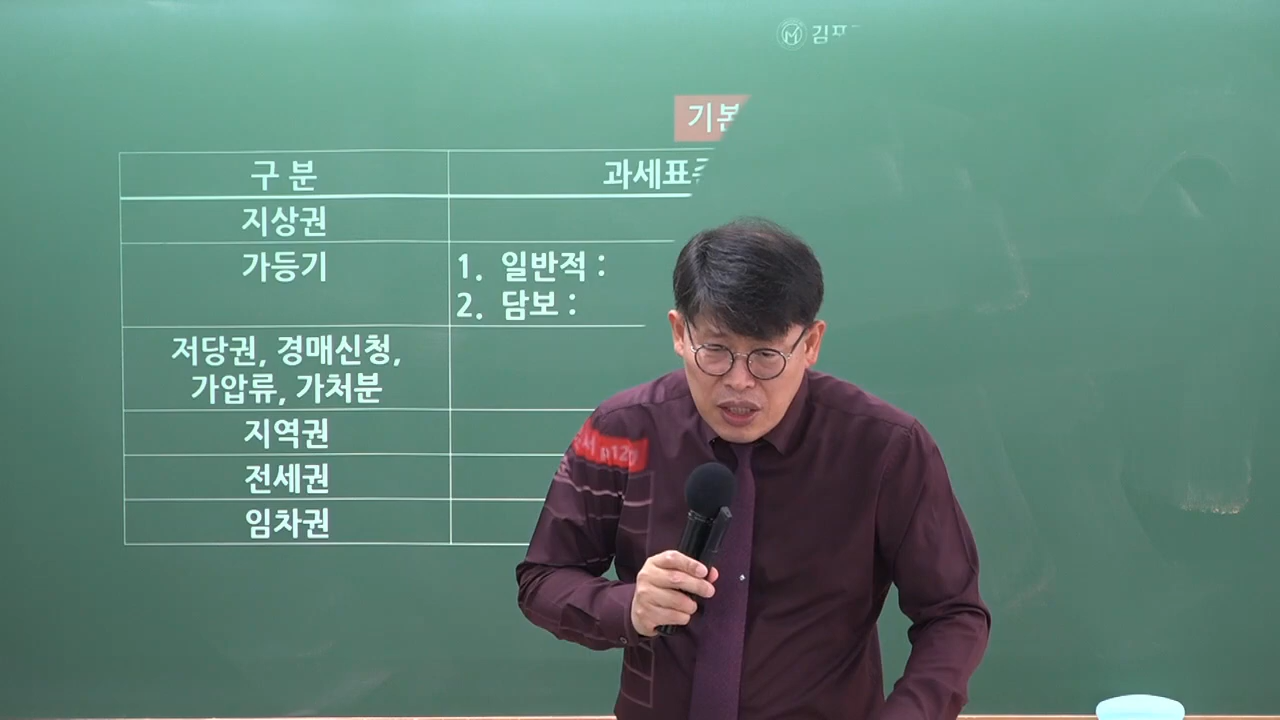 기본
구 분
과세표
지상권
가등기
1. 일반적 :
2. 담보 :
저당권, 경매신청,
가압류, 가처분
지역권
전세권
임차권